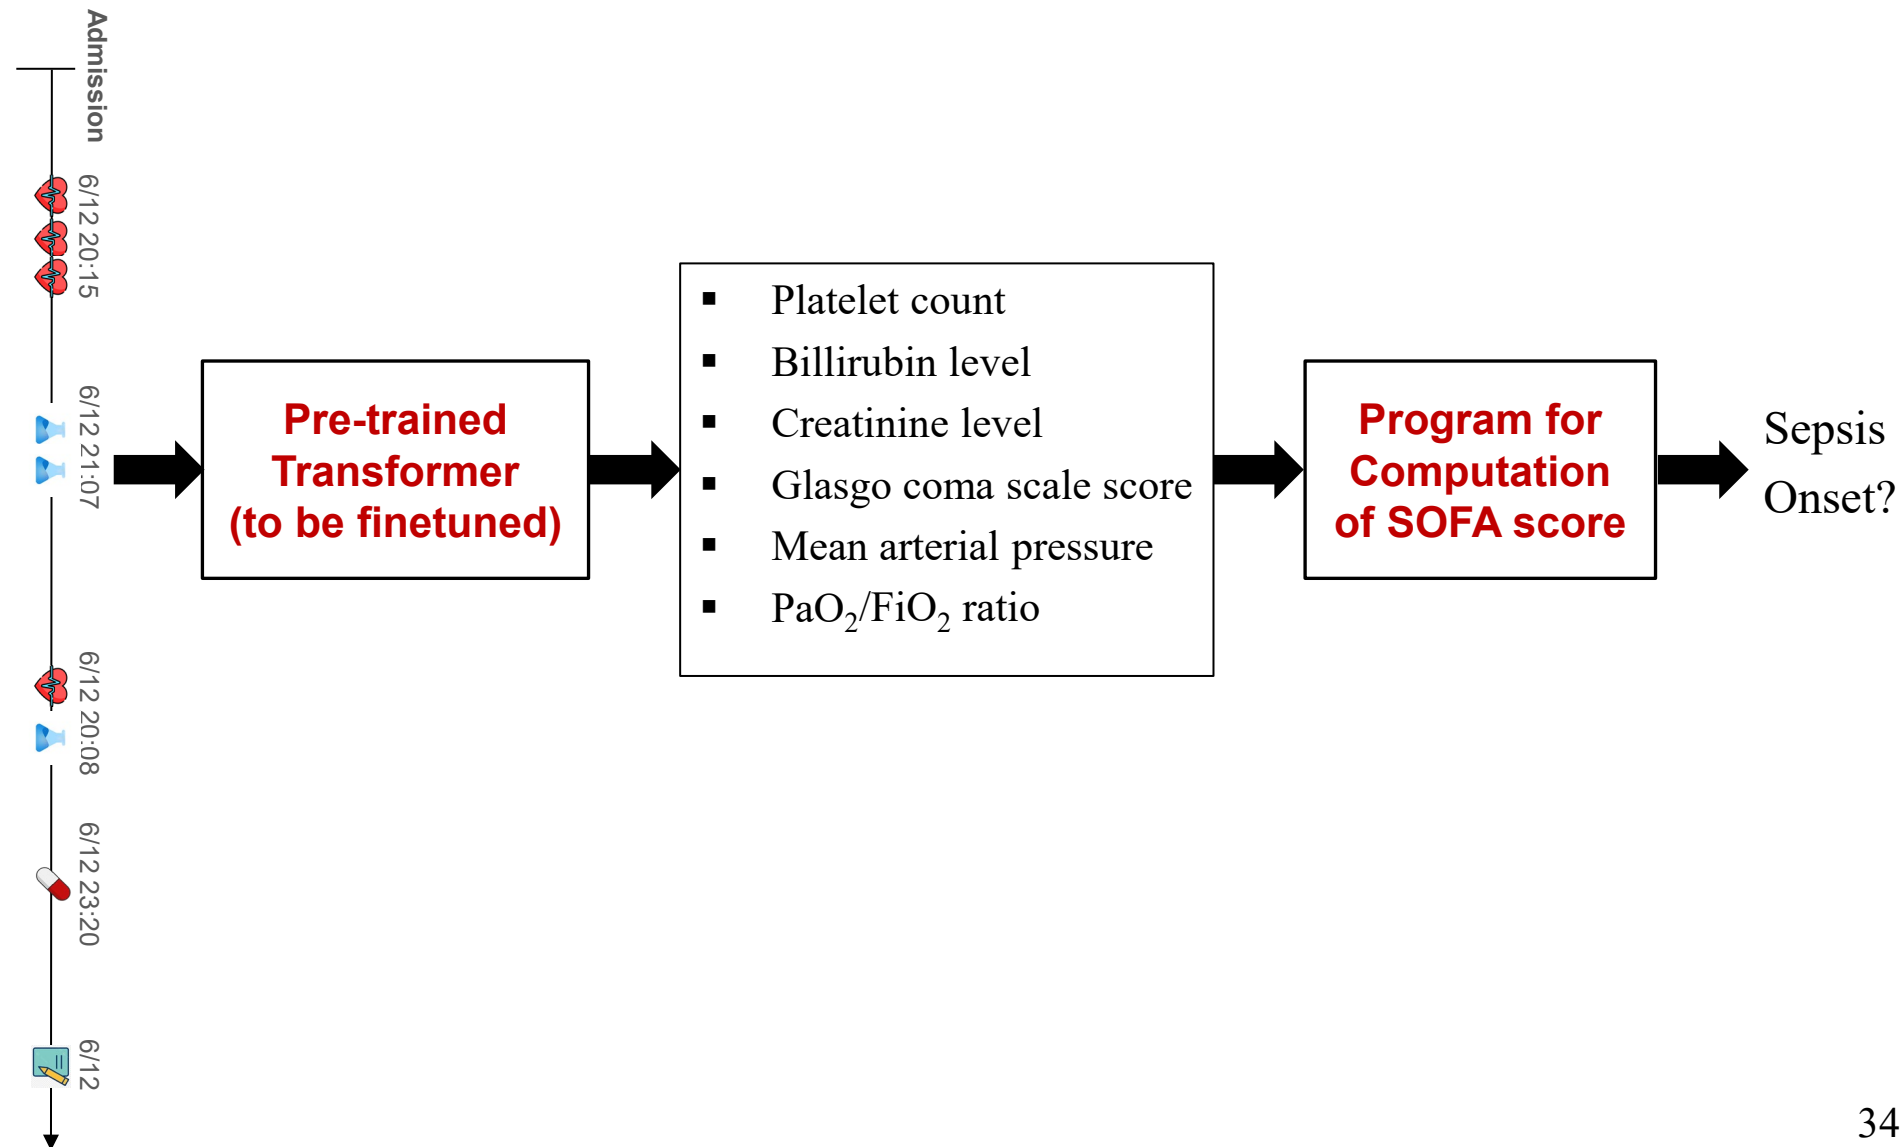 Admission
6/12 20:15
6/12 21:07
6/12 20:08
6/12 23:20
6/12
Pre-trained
Transformer
(to be finetuned)
▪ Platelet count
▪ Billirubin level
▪ Creatinine level
▪ Glasgo coma scale score
▪ Mean arterial pressure
▪ PaO₂/FiO₂ ratio
Program for
Computation
of SOFA score
Sepsis
Onset?
34